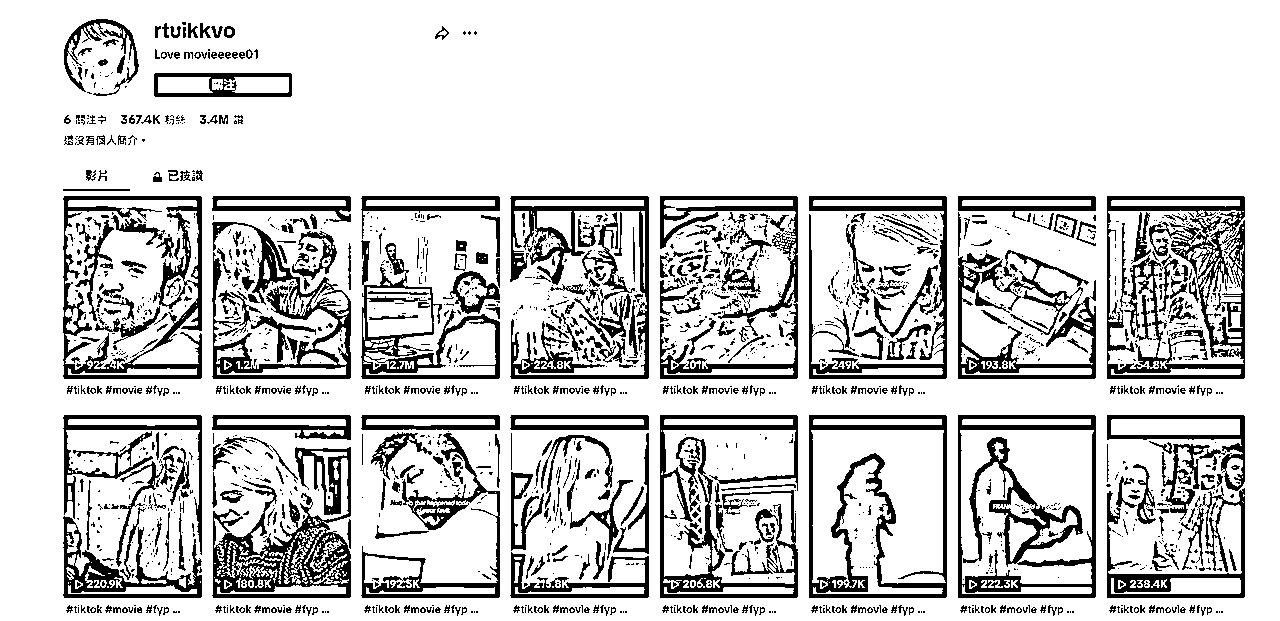 rtuikkvo
Love movieeeee01
關注
6 關注中 367.4K 粉絲 3.4M 讚
還沒有個人簡介。
影片 已按讚
922.4K 1.2M 12.7M 224.8K 201K 249K 193.8K 254.8K
#tiktok #movie #fyp ... #tiktok #movie #fyp ... #tiktok #movie #fyp ... #tiktok #movie #fyp ... #tiktok #movie #fyp ... #tiktok #movie #fyp ... #tiktok #movie #fyp ... #tiktok #movie #fyp ...
220.9K 180.8K 192.5K 215.8K 206.8K 199.7K 222.3K 238.4K
#tiktok #movie #fyp ... #tiktok #movie #fyp ... #tiktok #movie #fyp ... #tiktok #movie #fyp ... #tiktok #movie #fyp ... #tiktok #movie #fyp ... #tiktok #movie #fyp ... #tiktok #movie #fyp ...